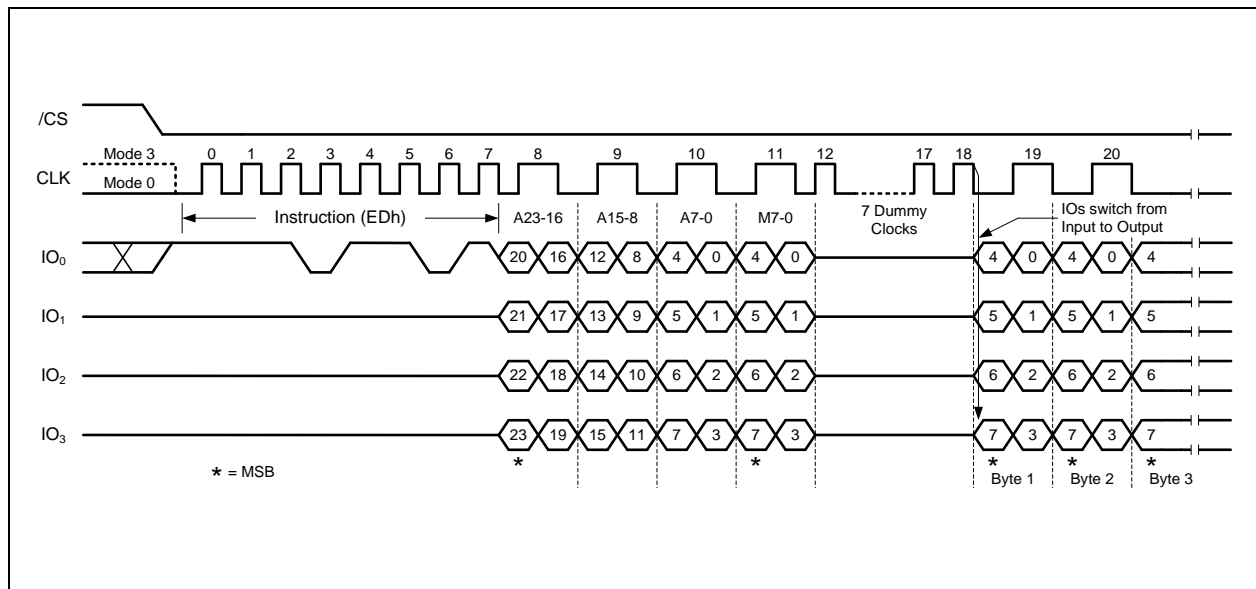 /CS
Mode 3 0 1 2 3 4 5 6 7 8 9 10 11 12 17 18 19 20
CLK Mode 0
Instruction (EDh) A23-16 A15-8 A7-0 M7-0 7 Dummy Clocks IOs switch from Input to Output
IO0 20 16 12 8 4 0 4 0 4 0 4 0 4
IO1 21 17 13 9 5 1 5 1 5 1 5 1 5
IO2 22 18 14 10 6 2 6 2 6 2 6 2 6
IO3 23 19 15 11 7 3 7 3 7 3 7 3 7
* * * * *
* = MSB Byte 1 Byte 2 Byte 3